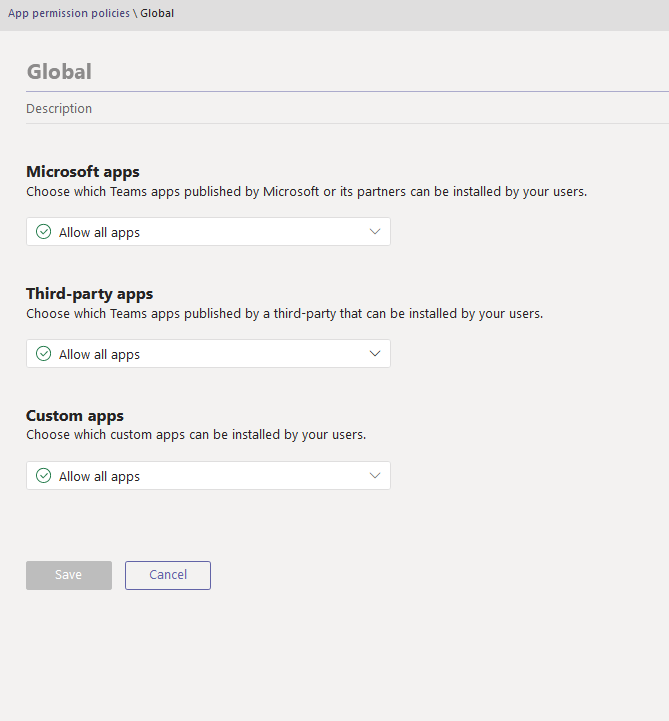 App permission policies \ Global
Global
Description
Microsoft apps
Choose which Teams apps published by Microsoft or its partners can be installed by your users.
Allow all apps
Third-party apps
Choose which Teams apps published by a third-party that can be installed by your users.
Allow all apps
Custom apps
Choose which custom apps can be installed by your users.
Allow all apps
Save Cancel